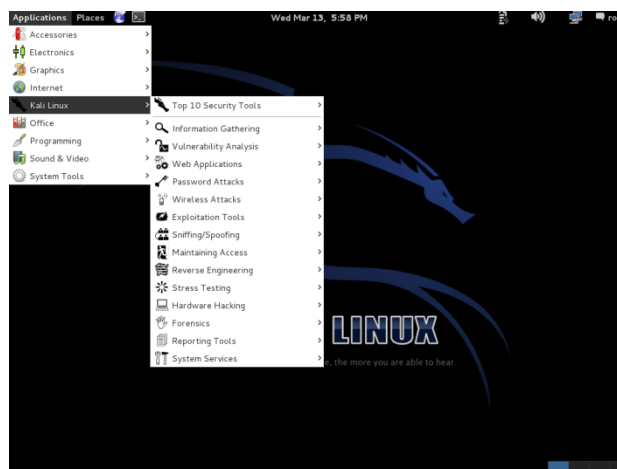 Applications Places Wed Mar 13, 5:58 PM ro
Accessories
Electronics
Graphics
Internet
Kali Linux
Office
Programming
Sound & Video
System Tools
Top 10 Security Tools
Information Gathering
Vulnerability Analysis
Web Applications
Password Attacks
Wireless Attacks
Exploitation Tools
Sniffing/Spoofing
Maintaining Access
Reverse Engineering
Stress Testing
Hardware Hacking
Forensics
Reporting Tools
System Services
LINUX
e, the more you are able to hear.